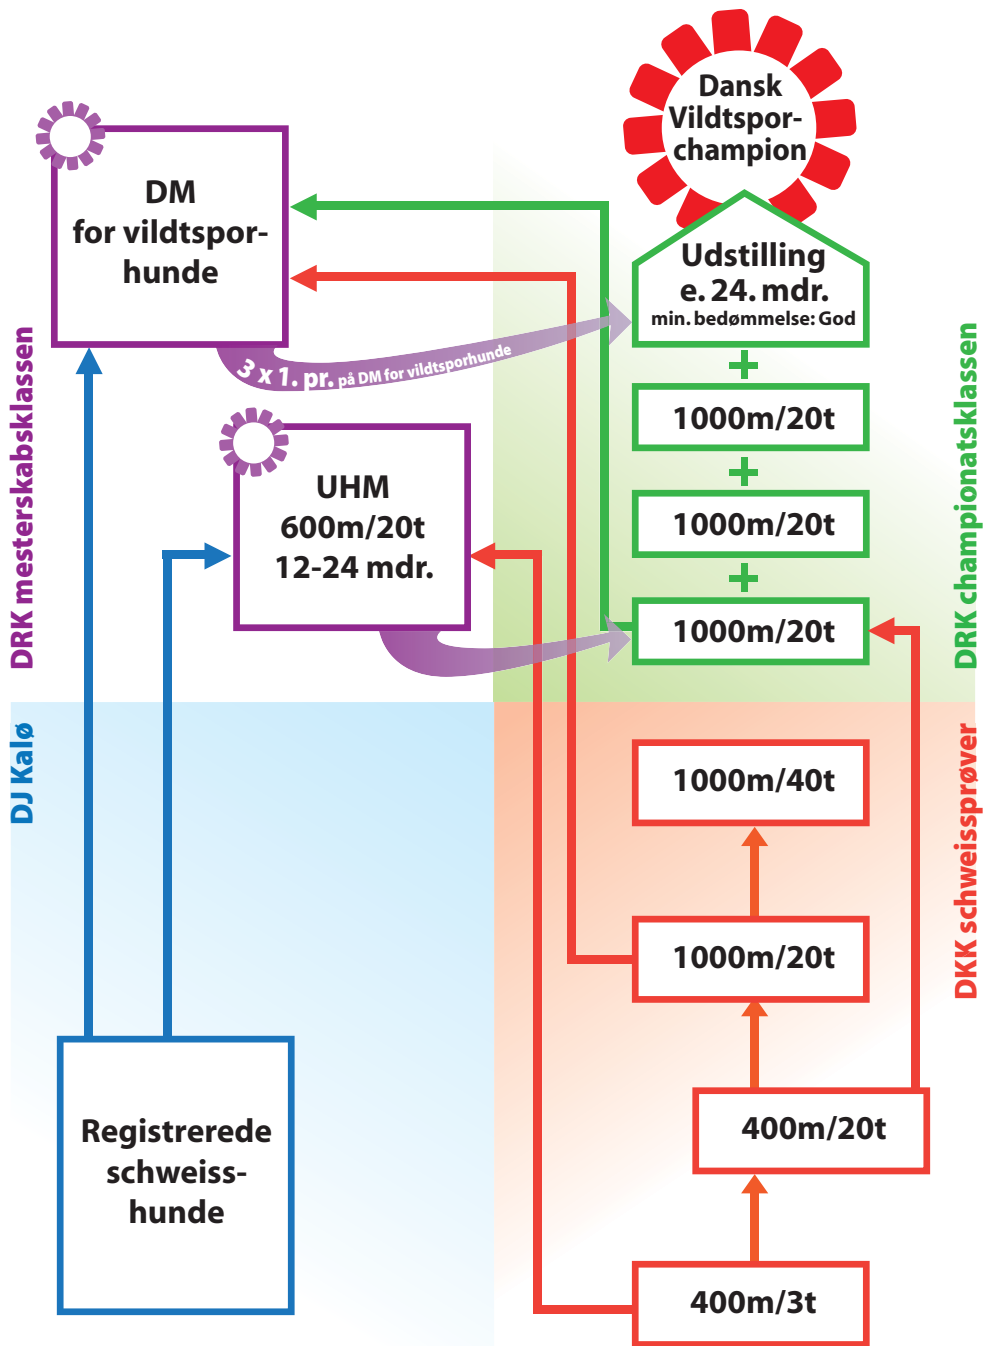 Dansk
Vildtspor-
champion
DM
for vildtspor-
hunde
Udstilling
e. 24. mdr.
min. bedømmelse: God
3 x 1. pr. på DM for vildtsporhunde
+
1000m/20t
+
1000m/20t
+
1000m/20t
UHM
600m/20t
12-24 mdr.
DRK mesterskabsklassen
DRK championatsklassen
DJ Kalø
DKK schweissprøver
1000m/40t
1000m/20t
400m/20t
400m/3t
Registrerede
schweiss-
hunde